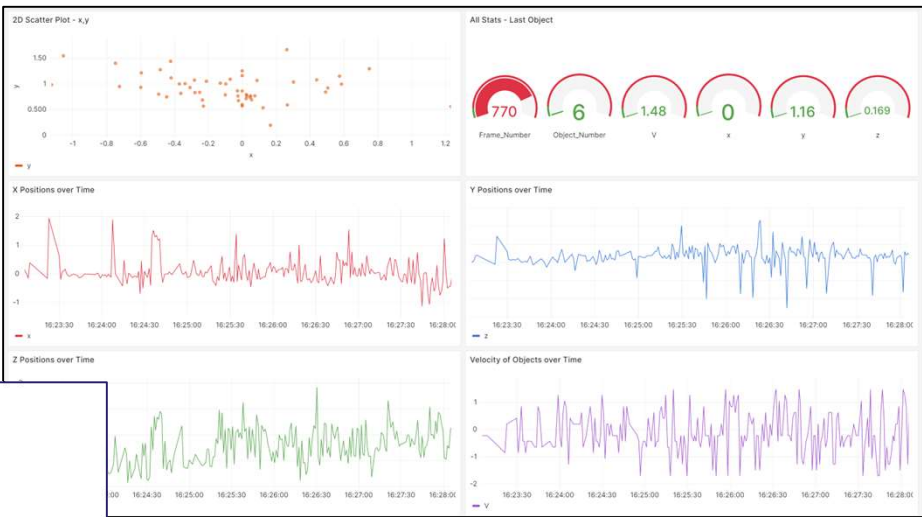 2D Scatter Plot - x,y
1.50
1
0.500
0
y
-1 -0.8 -0.6 -0.4 -0.2 0 0.2 0.4 0.6 0.8 1 1.2
x
y
All Stats - Last Object
770 6 1.48 0 1.16 0.169
Frame_Number Object_Number V x y z
X Positions over Time
2
1
0
-1
16:23:30 16:24:00 16:24:30 16:25:00 16:25:30 16:26:00 16:26:30 16:27:00 16:27:30 16:28:00
x
Y Positions over Time
16:23:30 16:24:00 16:24:30 16:25:00 16:25:30 16:26:00 16:26:30 16:27:00 16:27:30 16:28:00
z
Z Positions over Time
:00 16:24:30 16:25:00 16:25:30 16:26:00 16:26:30 16:27:00 16:27:30 16:28:00
Velocity of Objects over Time
1
0
-1
-2
16:23:30 16:24:00 16:24:30 16:25:00 16:25:30 16:26:00 16:26:30 16:27:00 16:27:30 16:28:00
V